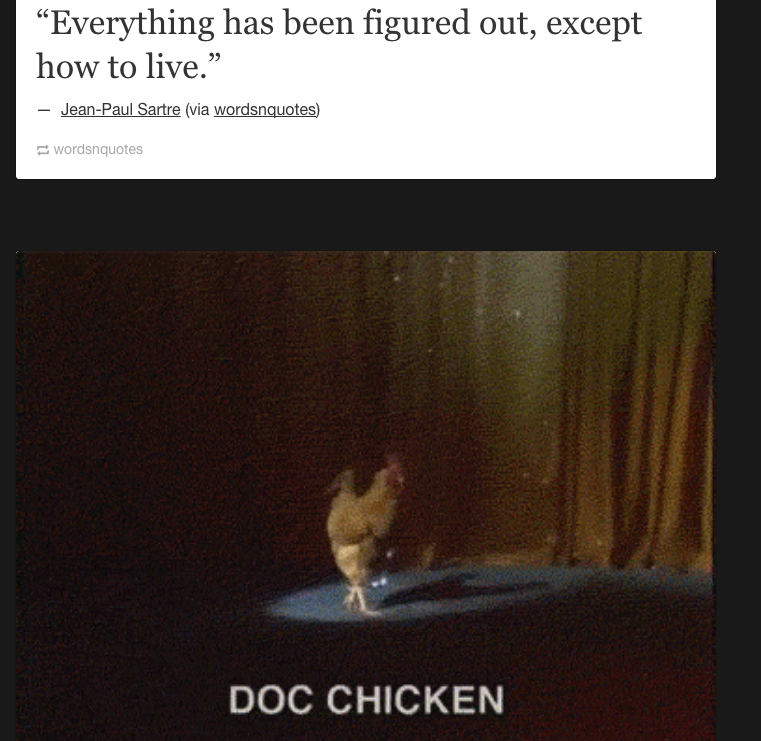 “Everything has been figured out, except
how to live.”
— Jean-Paul Sartre (via wordsnquotes)
wordsnquotes
DOC CHICKEN